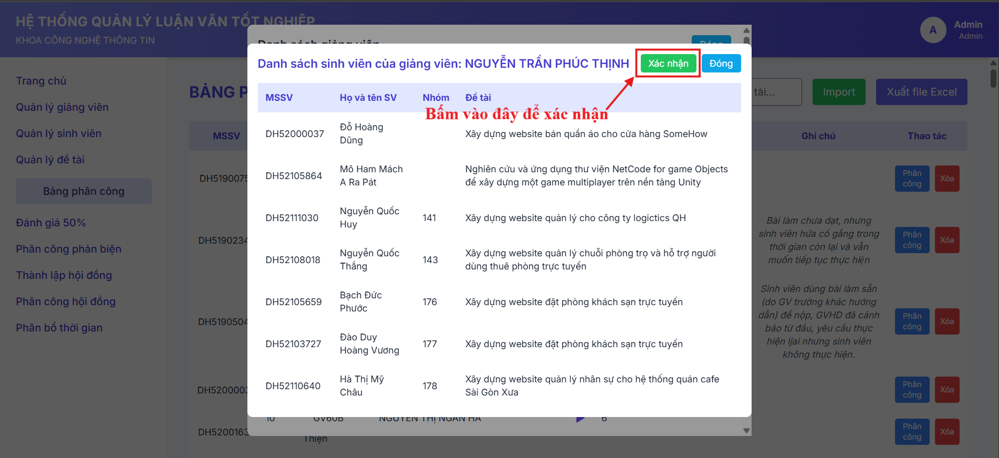 HỆ THỐNG QUẢN LÝ LUẬN VĂN TỐT NGHIỆP
KHOA CÔNG NGHỆ THÔNG TIN
A
Admin
Admin
Trang chủ
Quản lý giảng viên
Quản lý sinh viên
Quản lý đề tài
Bảng phân công
Đánh giá 50%
Phân công phản biện
Thành lập hội đồng
Phân công hội đồng
Phân bổ thời gian
BẢNG P
tài...
Import
Xuất file Excel
Danh sách giảng viên
Đóng
Danh sách sinh viên của giảng viên: NGUYỄN TRẦN PHÚC THỊNH
Xác nhận
Đóng
Bấm vào đây để xác nhận
MSSV Họ và tên SV Nhóm Đề tài
DH52000037 Đỗ Hoàng Dũng Xây dựng website bán quần áo cho cửa hàng SomeHow
DH52105864 Mô Ham Mách A Ra Pát Nghiên cứu và ứng dụng thư viện NetCode for game Objects
để xây dựng một game multiplayer trên nền tảng Unity
DH52111030 Nguyễn Quốc Huy 141 Xây dựng website quản lý cho công ty logictics QH
DH52108018 Nguyễn Quốc Thắng 143 Xây dựng website quản lý chuỗi phòng trọ và hỗ trợ người
dùng thuê phòng trực tuyến
DH52105659 Bạch Đức Phước 176 Xây dựng website đặt phòng khách sạn trực tuyến
DH52103727 Đào Duy Hoàng Vương 177 Xây dựng website đặt phòng khách sạn trực tuyến
DH52110640 Hà Thị Mỹ Châu 178 Xây dựng website quản lý nhân sự cho hệ thống quán cafe
Sài Gòn Xưa
10 GV60B NGUYỄN THỊ NGÂN HÀ 6
Thiện
MSSV
Ghi chú
Thao tác
DH5190075
Phân
công
Xóa
DH5190234
Bài làm chưa dạt, nhưng
sinh viên hứa cố gắng trong
thời gian còn lại và vẫn
muốn tiếp tục thực hiện
Phân
công
Xóa
DH5190504
Sinh viên dùng bài làm sẵn
(do GV trường khác hướng
dẫn) để nộp, GVHD đã cảnh
báo từ đầu, yêu cầu thực
hiện ljai nhưng sinh viên
không thực hiện.
Phân
công
Xóa
DH5200003
Phân
công
Xóa
DH5200163
Phân
công
Xóa